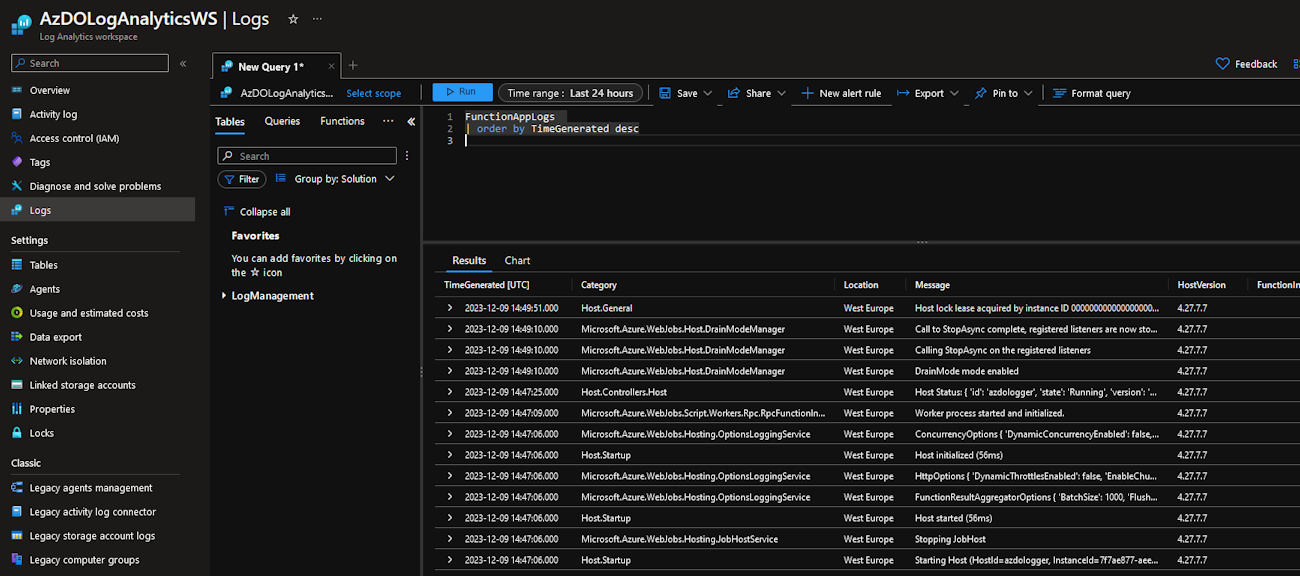 AzDOLogAnalyticsWS | Logs
Log Analytics workspace
Search
Overview
Activity log
Access control (IAM)
Tags
Diagnose and solve problems
Logs
Settings
Tables
Agents
Usage and estimated costs
Data export
Network isolation
Linked storage accounts
Properties
Locks
Classic
Legacy agents management
Legacy activity log connector
Legacy storage account logs
Legacy computer groups
New Query 1*
Feedback
AzDOLogAnalytics... Select scope Run Time range : Last 24 hours Save Share New alert rule Export Pin to Format query
Tables Queries Functions ...
Search
Filter Group by: Solution
Collapse all
Favorites
You can add favorites by clicking on
the ☆ icon
LogManagement
1 FunctionAppLogs
2 | order by TimeGenerated desc
3
Results Chart
TimeGenerated [UTC] Category Location Message HostVersion FunctionIn
2023-12-09 14:49:51.000 Host.General West Europe Host lock lease acquired by instance ID 000000000000000000... 4.27.7.7
2023-12-09 14:49:10.000 Microsoft.Azure.WebJobs.Host.DrainModeManager West Europe Call to StopAsync complete, registered listeners are now sto... 4.27.7.7
2023-12-09 14:49:10.000 Microsoft.Azure.WebJobs.Host.DrainModeManager West Europe Calling StopAsync on the registered listeners 4.27.7.7
2023-12-09 14:49:10.000 Microsoft.Azure.WebJobs.Host.DrainModeManager West Europe DrainMode mode enabled 4.27.7.7
2023-12-09 14:47:25.000 Host.Controllers.Host West Europe Host Status: { 'id': 'azdologger', 'state': 'Running', 'version': '... 4.27.7.7
2023-12-09 14:47:09.000 Microsoft.Azure.WebJobs.Script.Workers.Rpc.RpcFunctionIn... West Europe Worker process started and initialized. 4.27.7.7
2023-12-09 14:47:06.000 Microsoft.Azure.WebJobs.Hosting.OptionsLoggingService West Europe ConcurrencyOptions { 'DynamicConcurrencyEnabled': false,... 4.27.7.7
2023-12-09 14:47:06.000 Host.Startup West Europe Host initialized (56ms) 4.27.7.7
2023-12-09 14:47:06.000 Microsoft.Azure.WebJobs.Hosting.OptionsLoggingService West Europe HttpOptions { 'DynamicThrottlesEnabled': false, 'EnableChu... 4.27.7.7
2023-12-09 14:47:06.000 Microsoft.Azure.WebJobs.Hosting.OptionsLoggingService West Europe FunctionResultAggregatorOptions { 'BatchSize': 1000, 'Flush... 4.27.7.7
2023-12-09 14:47:06.000 Host.Startup West Europe Host started (56ms) 4.27.7.7
2023-12-09 14:47:06.000 Microsoft.Azure.WebJobs.Hosting.JobHostService West Europe Stopping JobHost 4.27.7.7
2023-12-09 14:47:06.000 Host.Startup West Europe Starting Host (HostId=azdologger, InstanceId=7f7ae877-aee... 4.27.7.7